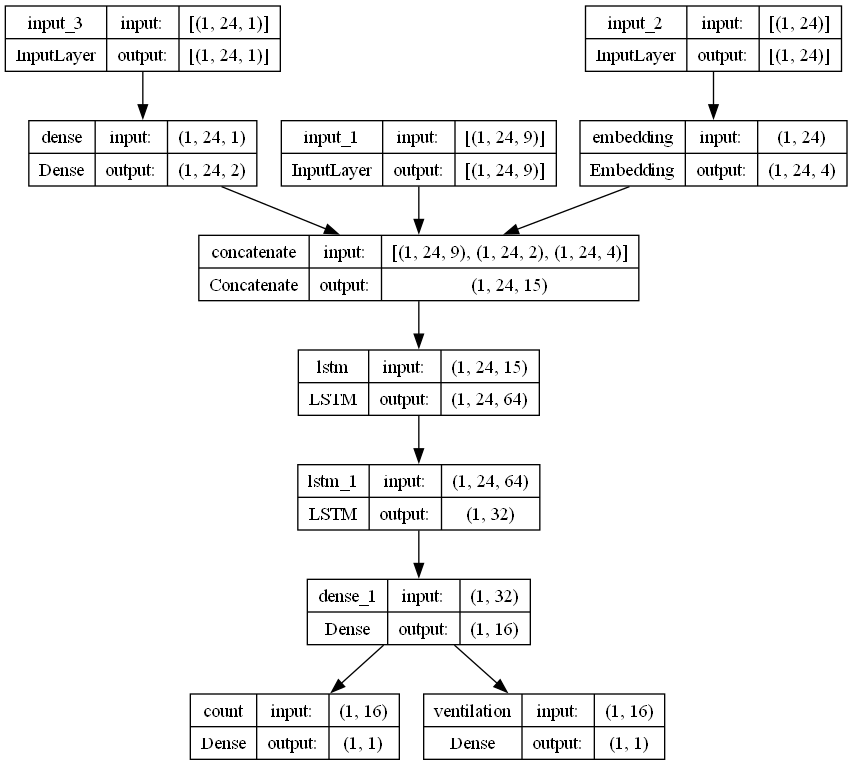 input_3 input: [(1, 24, 1)]
InputLayer output: [(1, 24, 1)]
input_2 input: [(1, 24)]
InputLayer output: [(1, 24)]
dense input: (1, 24, 1)
Dense output: (1, 24, 2)
input_1 input: [(1, 24, 9)]
InputLayer output: [(1, 24, 9)]
embedding input: (1, 24)
Embedding output: (1, 24, 4)
concatenate input: [(1, 24, 9), (1, 24, 2), (1, 24, 4)]
Concatenate output: (1, 24, 15)
lstm input: (1, 24, 15)
LSTM output: (1, 24, 64)
lstm_1 input: (1, 24, 64)
LSTM output: (1, 32)
dense_1 input: (1, 32)
Dense output: (1, 16)
count input: (1, 16)
Dense output: (1, 1)
ventilation input: (1, 16)
Dense output: (1, 1)